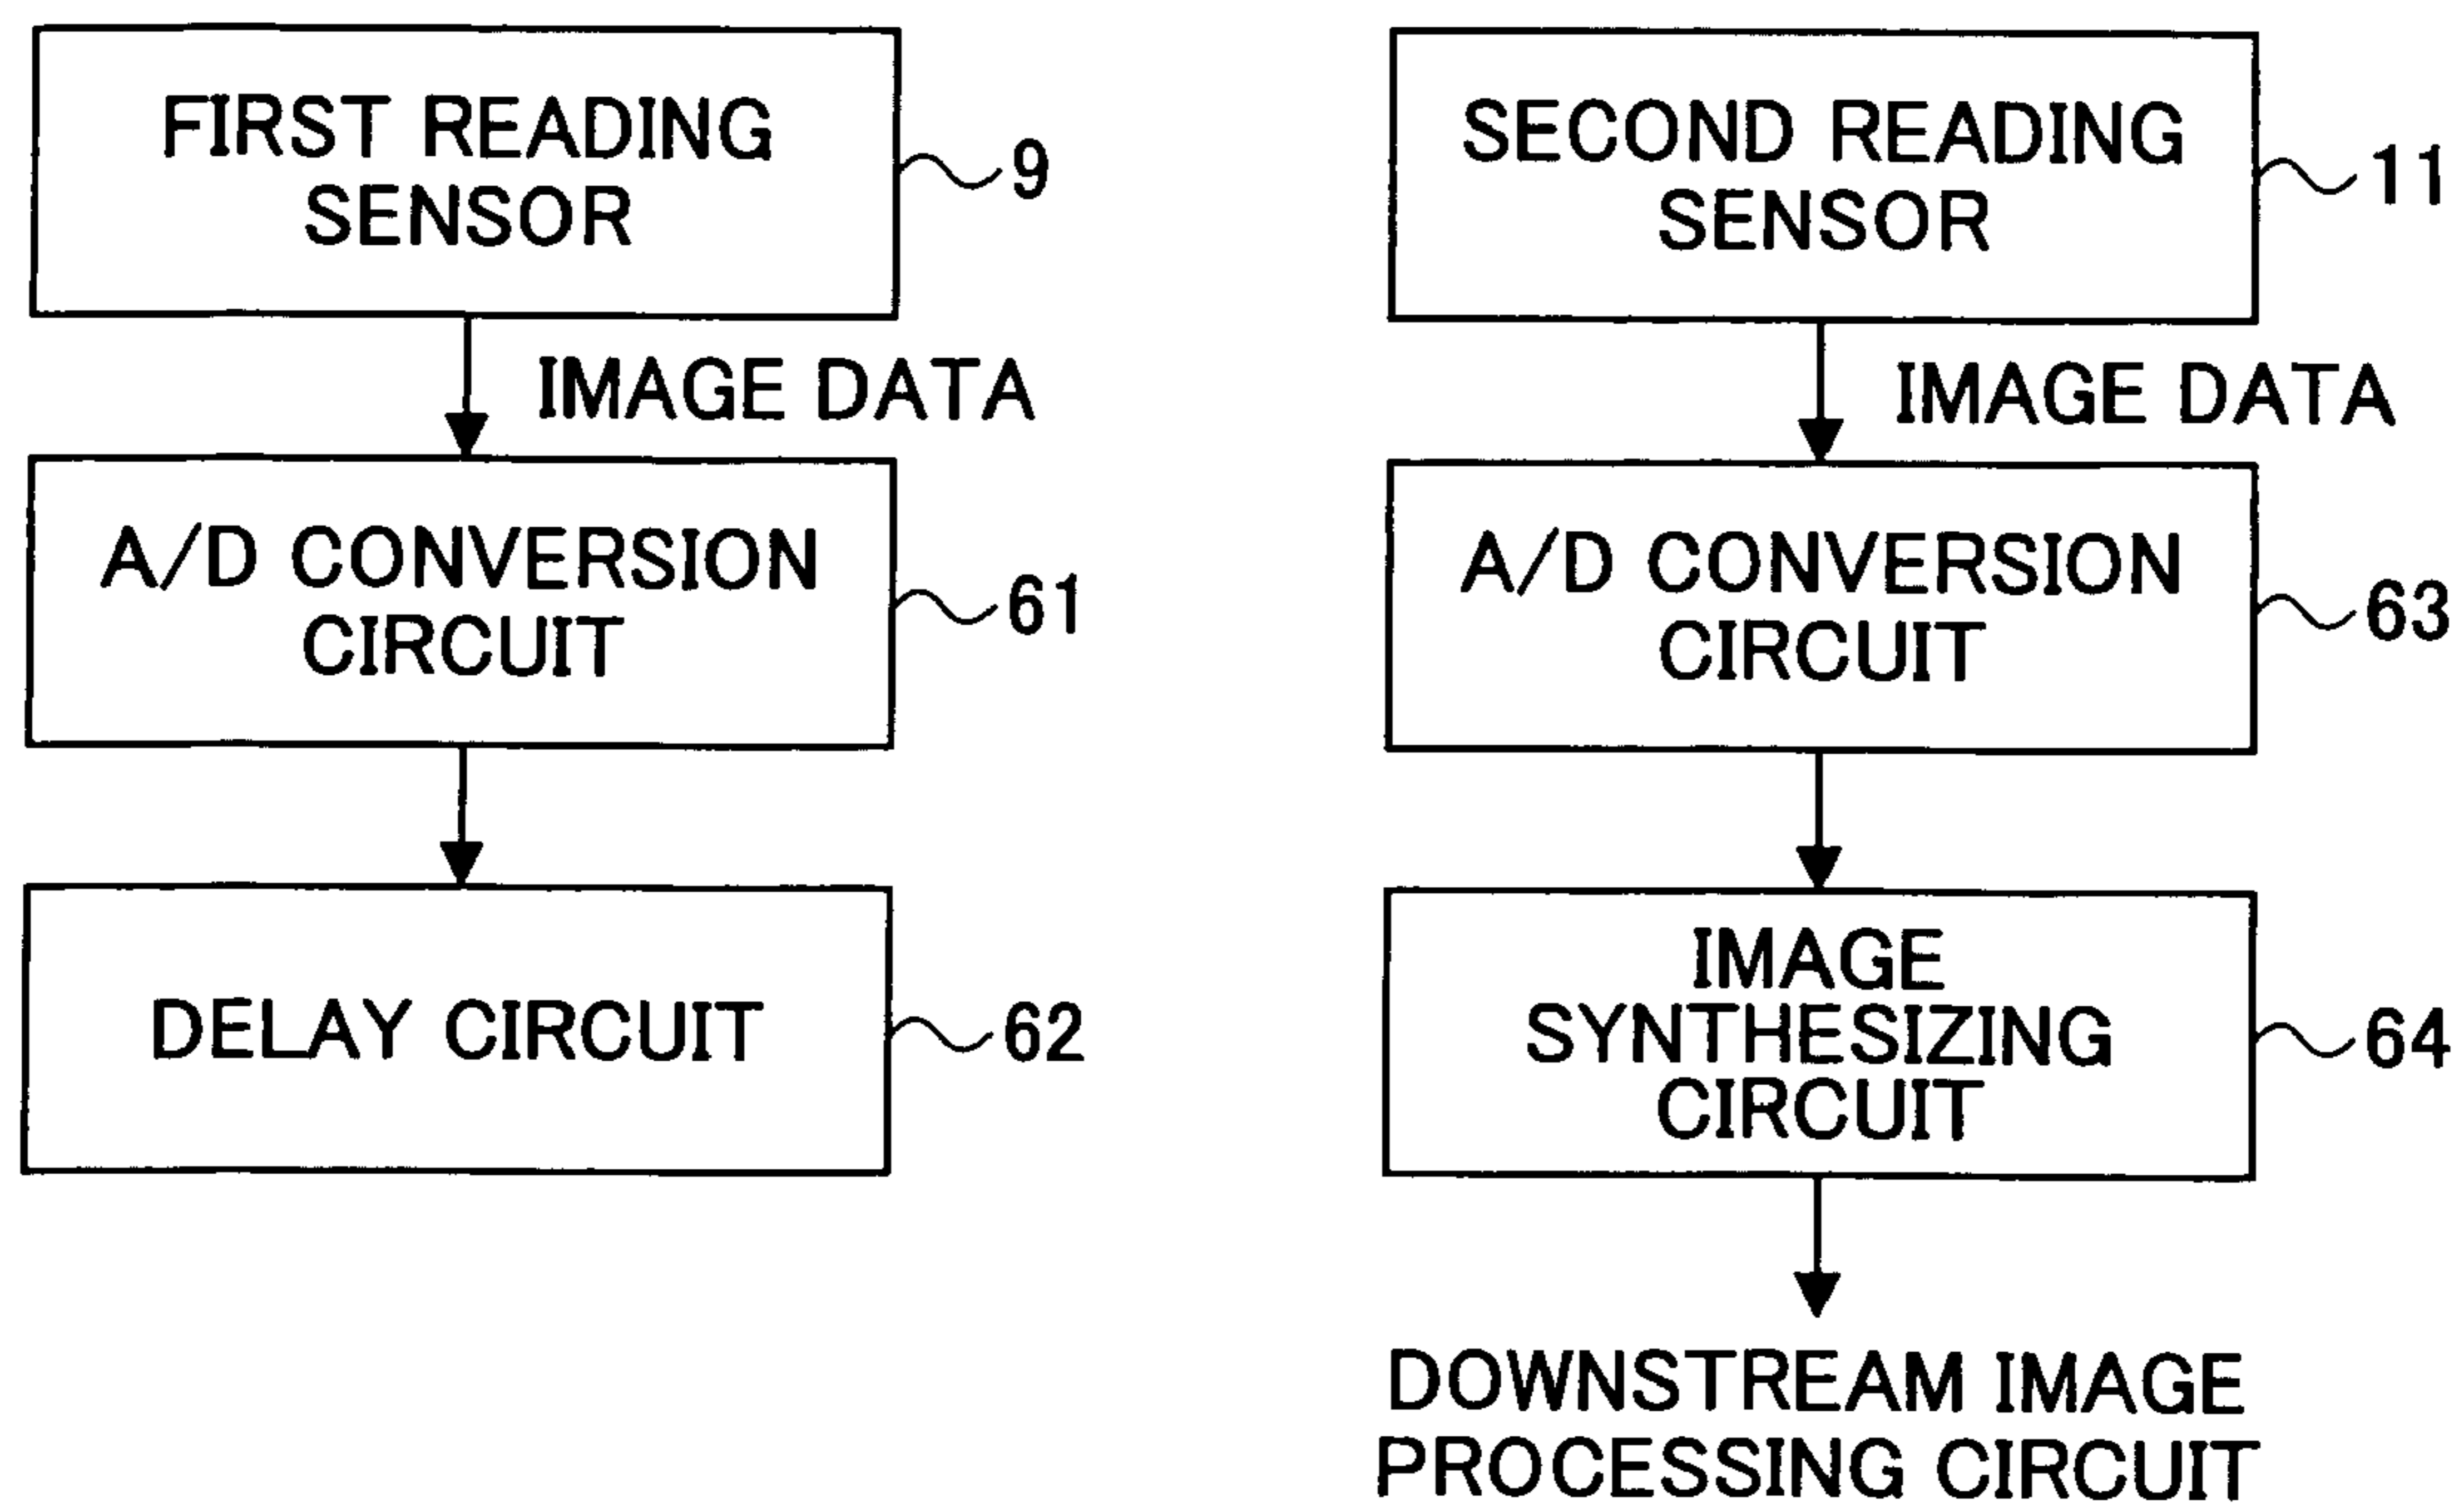 FIRST READING
SENSOR
9
IMAGE DATA
A/D CONVERSION
CIRCUIT
61
DELAY CIRCUIT
62
SECOND READING
SENSOR
11
IMAGE DATA
A/D CONVERSION
CIRCUIT
63
IMAGE
SYNTHESIZING
CIRCUIT
64
DOWNSTREAM IMAGE
PROCESSING CIRCUIT